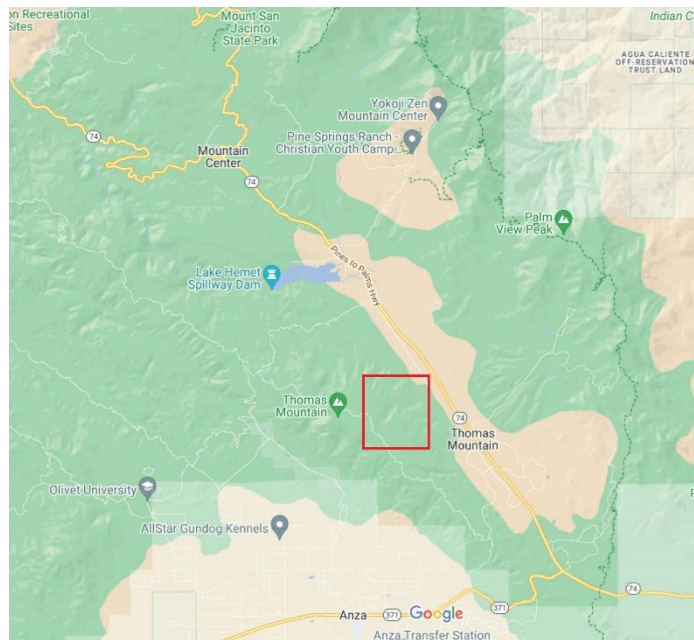 on Recreational
Sites
Mount San
Jacinto
State Park
Indian C
AGUA CALIENTE
OFF-RESERVATION
TRUST LAND
Yokoji Zen
Mountain Center
74
Pine Springs Ranch -
Christian Youth Camp...
Mountain
Center
74
Palm
View Peak
Pines to Palms Hwy
Lake Hemet
Spillway Dam
Thomas
Mountain
74
Thomas
Mountain
Olivet University
AllStar Gundog Kennels
74
Anza
371
Google
371
Anza Transfer Station